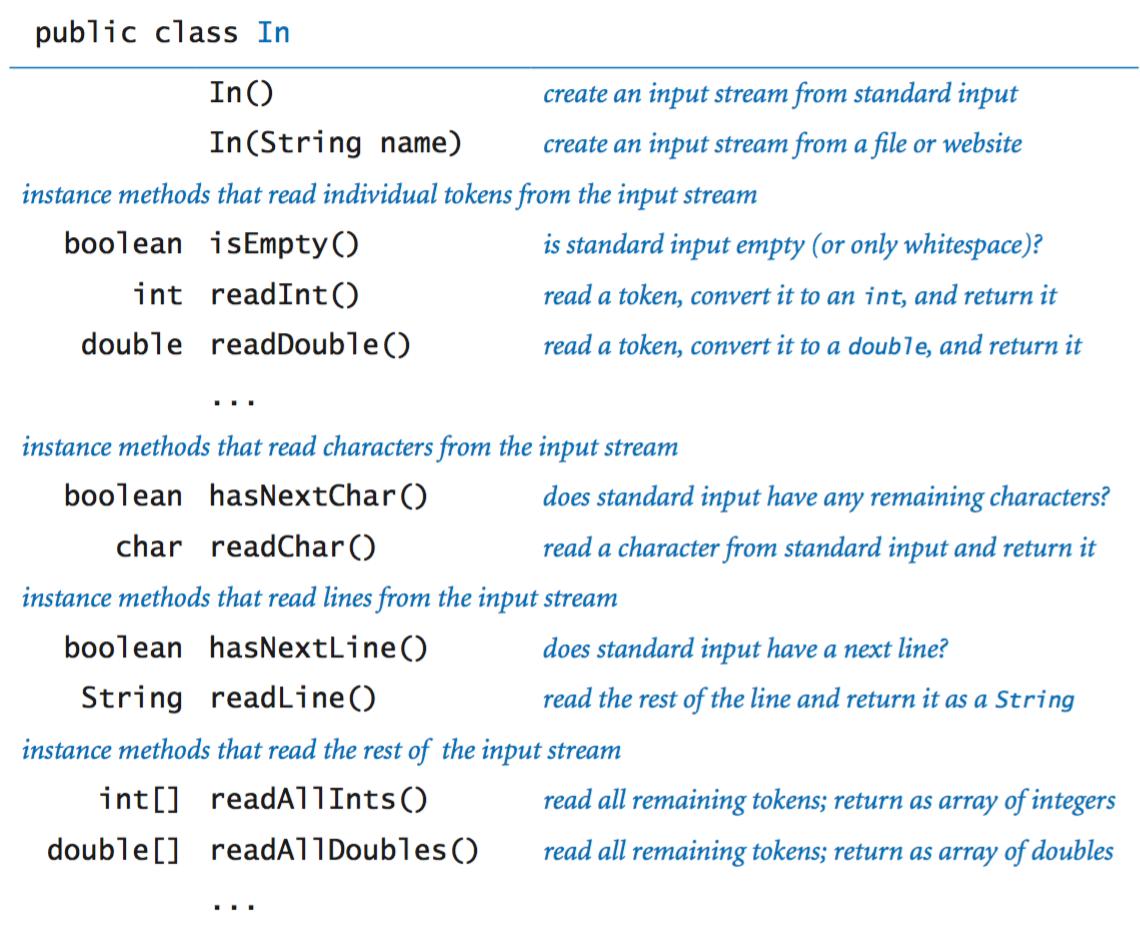 public class In
In() create an input stream from standard input
In(String name) create an input stream from a file or website
instance methods that read individual tokens from the input stream
boolean isEmpty() is standard input empty (or only whitespace)?
int readInt() read a token, convert it to an int, and return it
double readDouble() read a token, convert it to a double, and return it
...
instance methods that read characters from the input stream
boolean hasNextChar() does standard input have any remaining characters?
char readChar() read a character from standard input and return it
instance methods that read lines from the input stream
boolean hasNextLine() does standard input have a next line?
String readLine() read the rest of the line and return it as a String
instance methods that read the rest of the input stream
int[] readAllInts() read all remaining tokens; return as array of integers
double[] readAllDoubles() read all remaining tokens; return as array of doubles
...